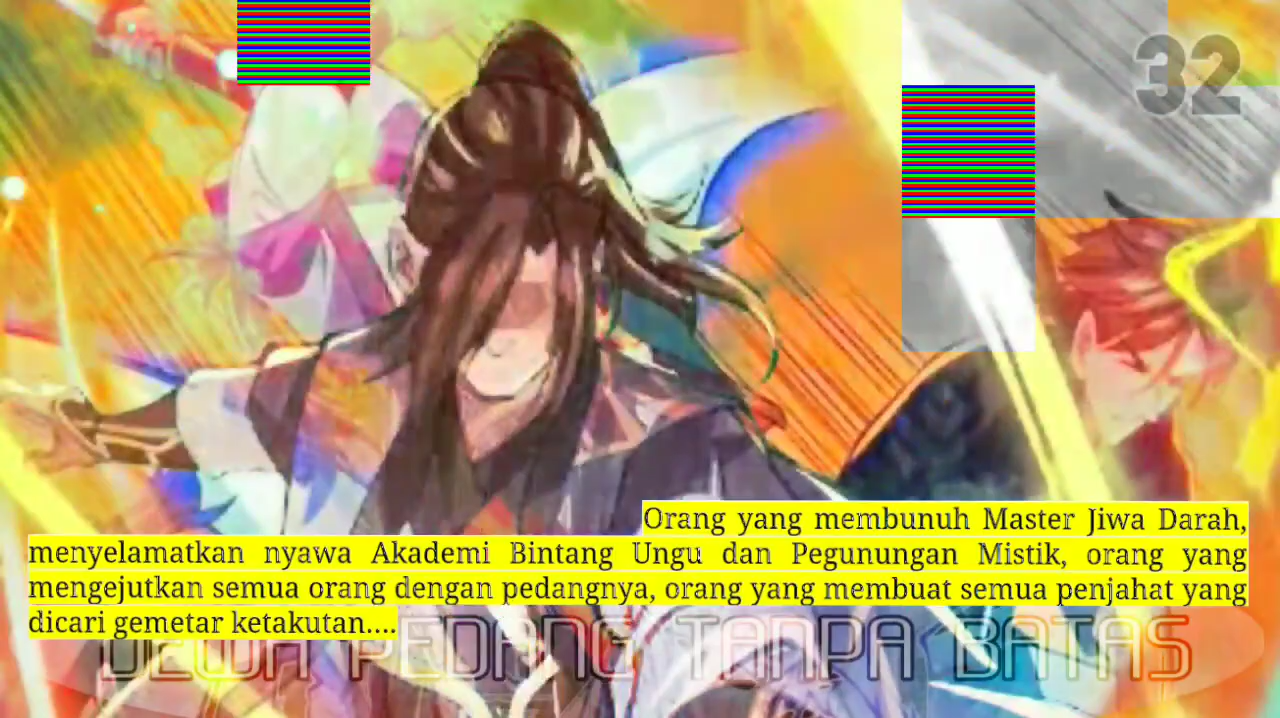 32
Orang yang membunuh Master Jiwa Darah,
menyelamatkan nyawa Akademi Bintang Ungu dan Pegunungan Mistik, orang yang
mengejutkan semua orang dengan pedangnya, orang yang membuat semua penjahat yang
dicari gemetar ketakutan....
DEWA PEDANG TANPA BATAS